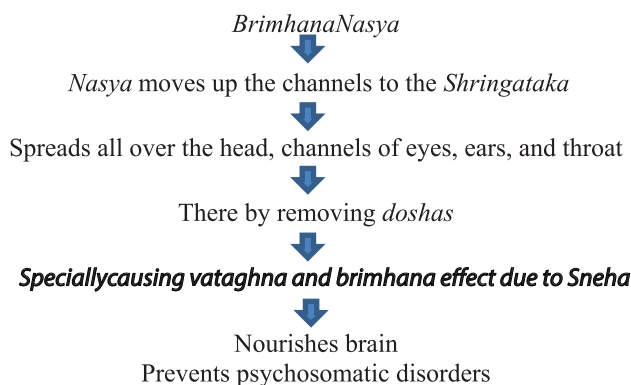 BrimhanaNasya
Nasya moves up the channels to the Shringataka
Spreads all over the head, channels of eyes, ears, and throat
There by removing doshas
Speciallycausing vataghna and brimhana effect due to Sneha
Nourishes brain
Prevents psychosomatic disorders